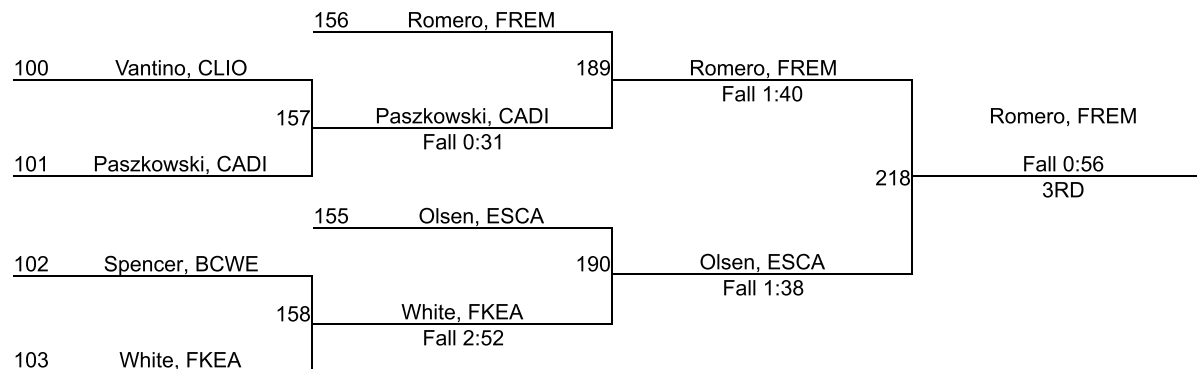 156 Romero, FREM
100 Vantino, CLIO
189 Romero, FREM
Fall 1:40
157 Paszkowski, CADI
Fall 0:31
Romero, FREM
101 Paszkowski, CADI
Fall 0:56
218
3RD
155 Olsen, ESCA
102 Spencer, BCWE
190 Olsen, ESCA
Fall 1:38
158 White, FKEA
Fall 2:52
103 White, FKEA